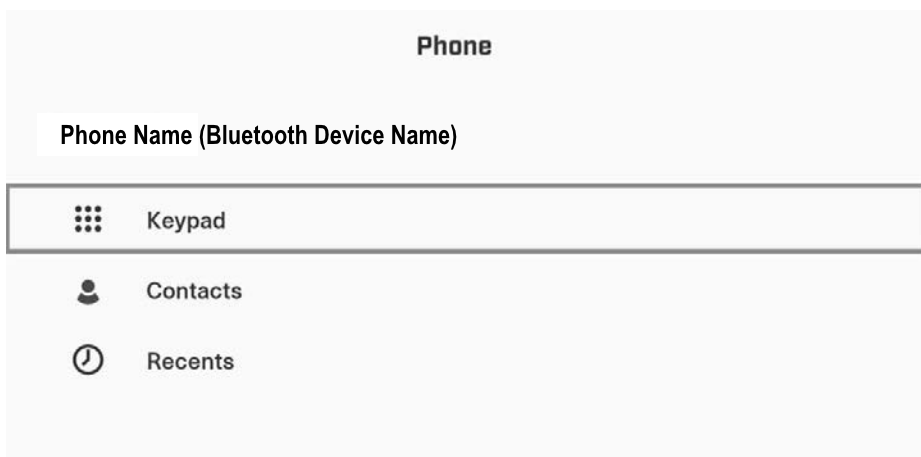 Phone
Phone Name (Bluetooth Device Name)
Keypad
Contacts
Recents